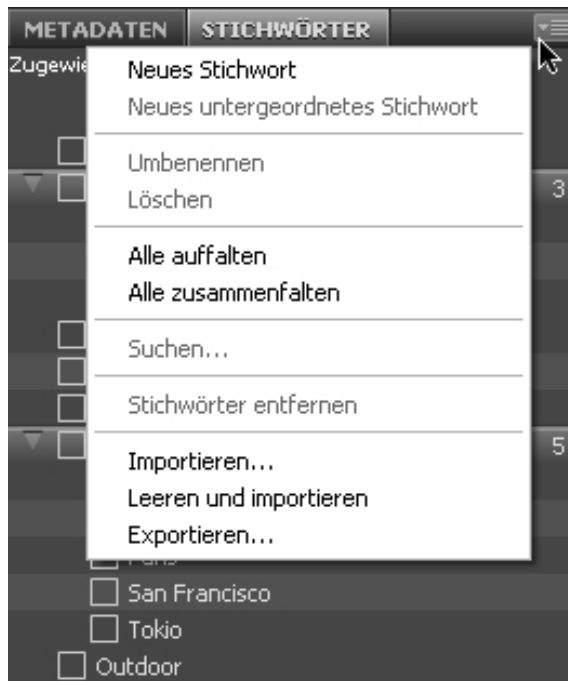 METADATEN STICHWÖRTER
Neues Stichwort
Neues untergeordnetes Stichwort
Umbenennen
3
Löschen
Alle auffalten
Alle zusammenfalten
Suchen...
Stichwörter entfernen
5
Importieren...
Leeren und importieren
Exportieren...
San Francisco
Tokio
Outdoor